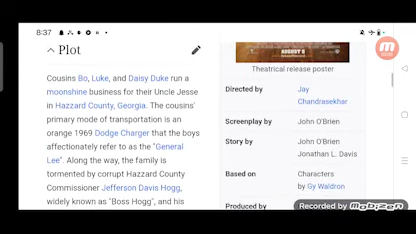 8:37
AUGUST 5
Plot
Theatrical release poster
Cousins Bo, Luke, and Daisy Duke run a
moonshine business for their Uncle Jesse
in Hazzard County, Georgia. The cousins'
primary mode of transportation is an
orange 1969 Dodge Charger that the boys
affectionately refer to as the "General
Lee". Along the way, the family is
tormented by corrupt Hazzard County
Commissioner Jefferson Davis Hogg,
widely known as "Boss Hogg", and his
Directed by
Jay
Chandrasekhar
Screenplay by
John O'Brien
Story by
John O'Brien
Jonathan L. Davis
Based on
Characters
by Gy Waldron
Produced by
Recorded by
Mobizen